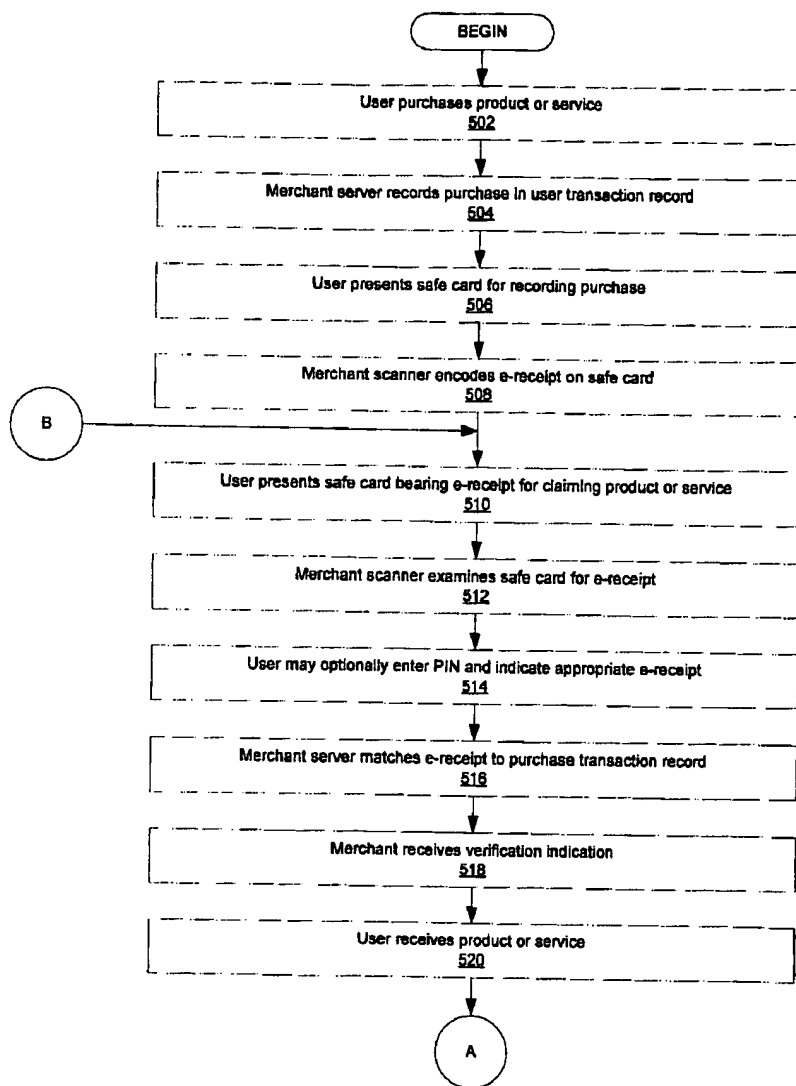 BEGIN
User purchases product or service
502
Merchant server records purchase in user transaction record
504
User presents safe card for recording purchase
506
Merchant scanner encodes e-receipt on safe card
508
B
User presents safe card bearing e-receipt for claiming product or service
510
Merchant scanner examines safe card for e-receipt
512
User may optionally enter PIN and indicate appropriate e-receipt
514
Merchant server matches e-receipt to purchase transaction record
516
Merchant receives verification indication
518
User receives product or service
520
A